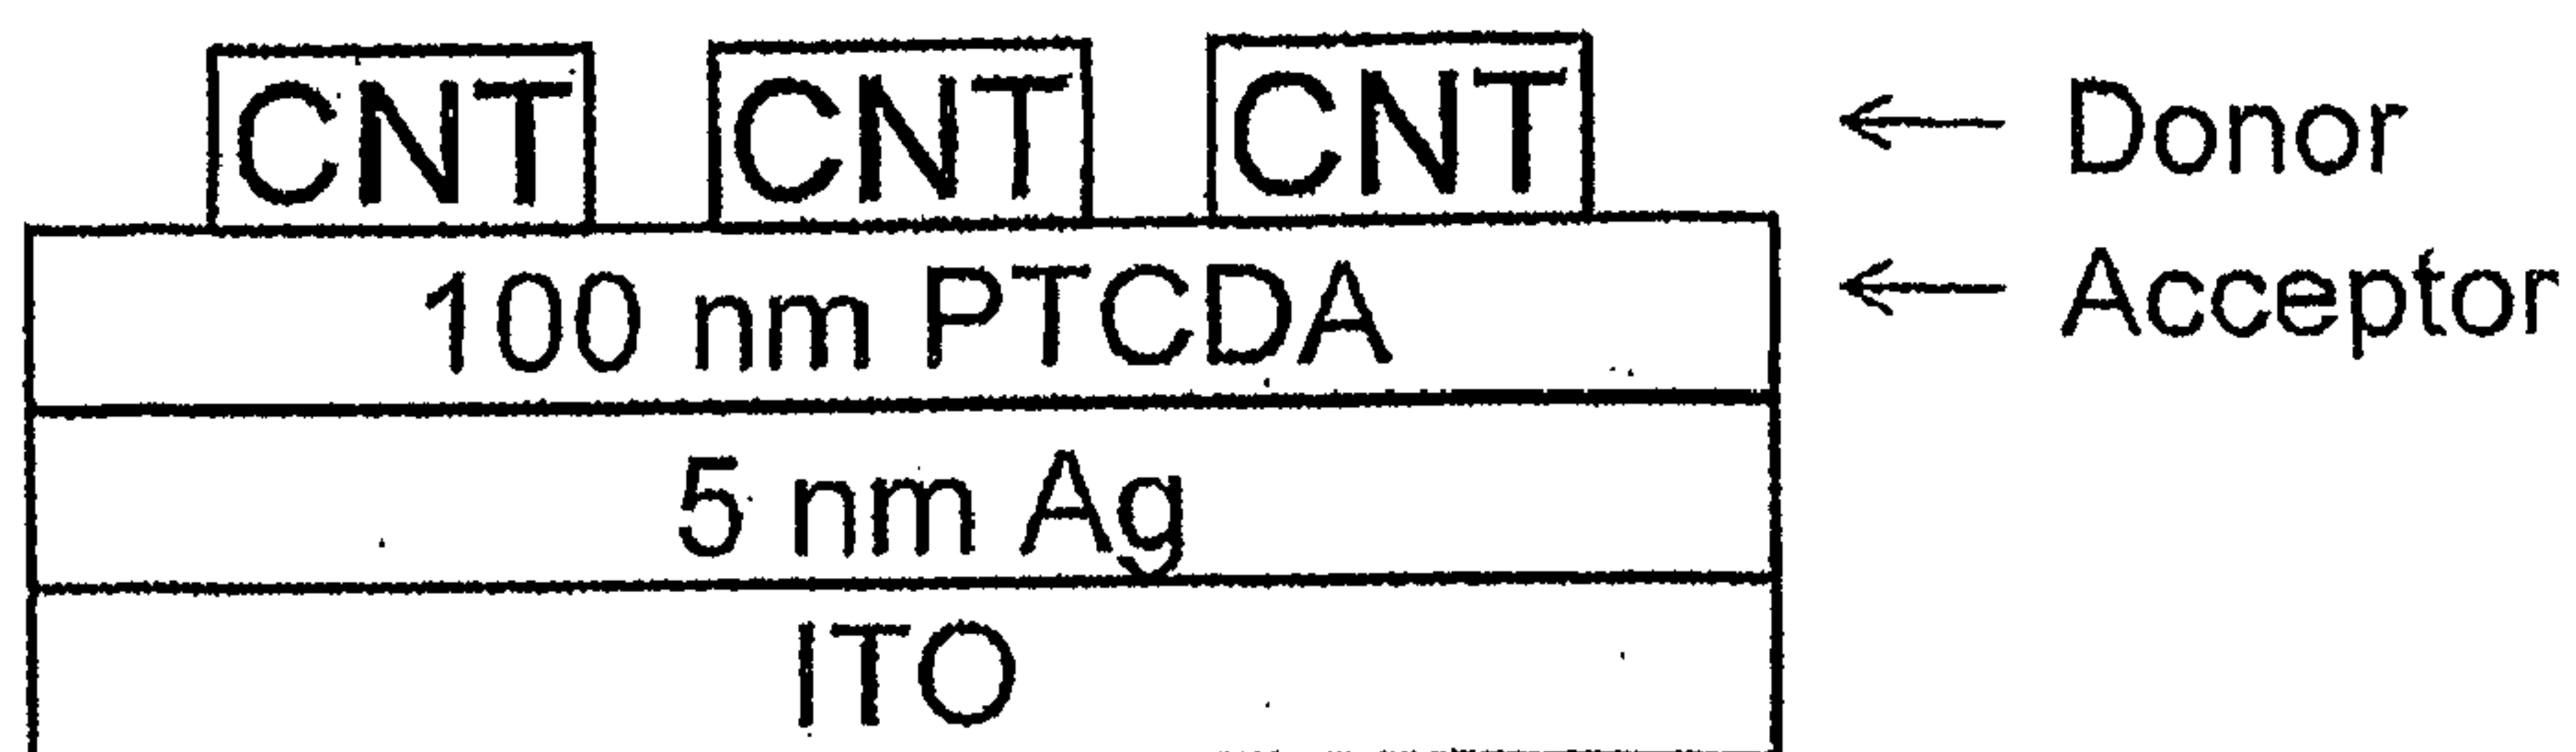 CNT CNT CNT ← Donor
100 nm PTCDA ← Acceptor
5 nm Ag
ITO